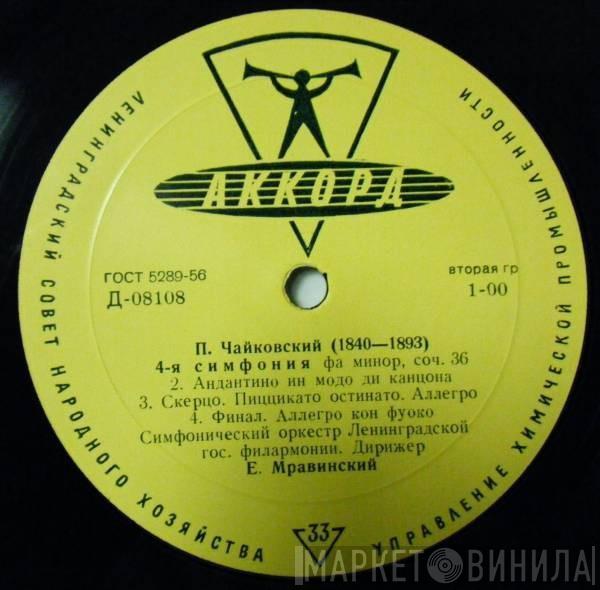 ЛЕНИНГРАДСКИЙ СОВЕТ НАРОДНОГО ХОЗЯЙСТВА
УПРАВЛЕНИЕ ХИМИЧЕСКОЙ ПРОМЫШЛЕННОСТИ
АККОРД
ГОСТ 5289-56
Д-08108
вторая гр
1-00
П. Чайковский (1840—1893)
4-я симфония фа минор, соч. 36
2. Андантино ин модо ди канцона
3. Скерцо. Пиццикато остинато. Аллегро
4. Финал. Аллегро кон фуоко
Симфонический оркестр Ленинградской
гос. филармонии. Дирижер
Е. Мравинский
33
МАРКЕТ ВИНИЛА